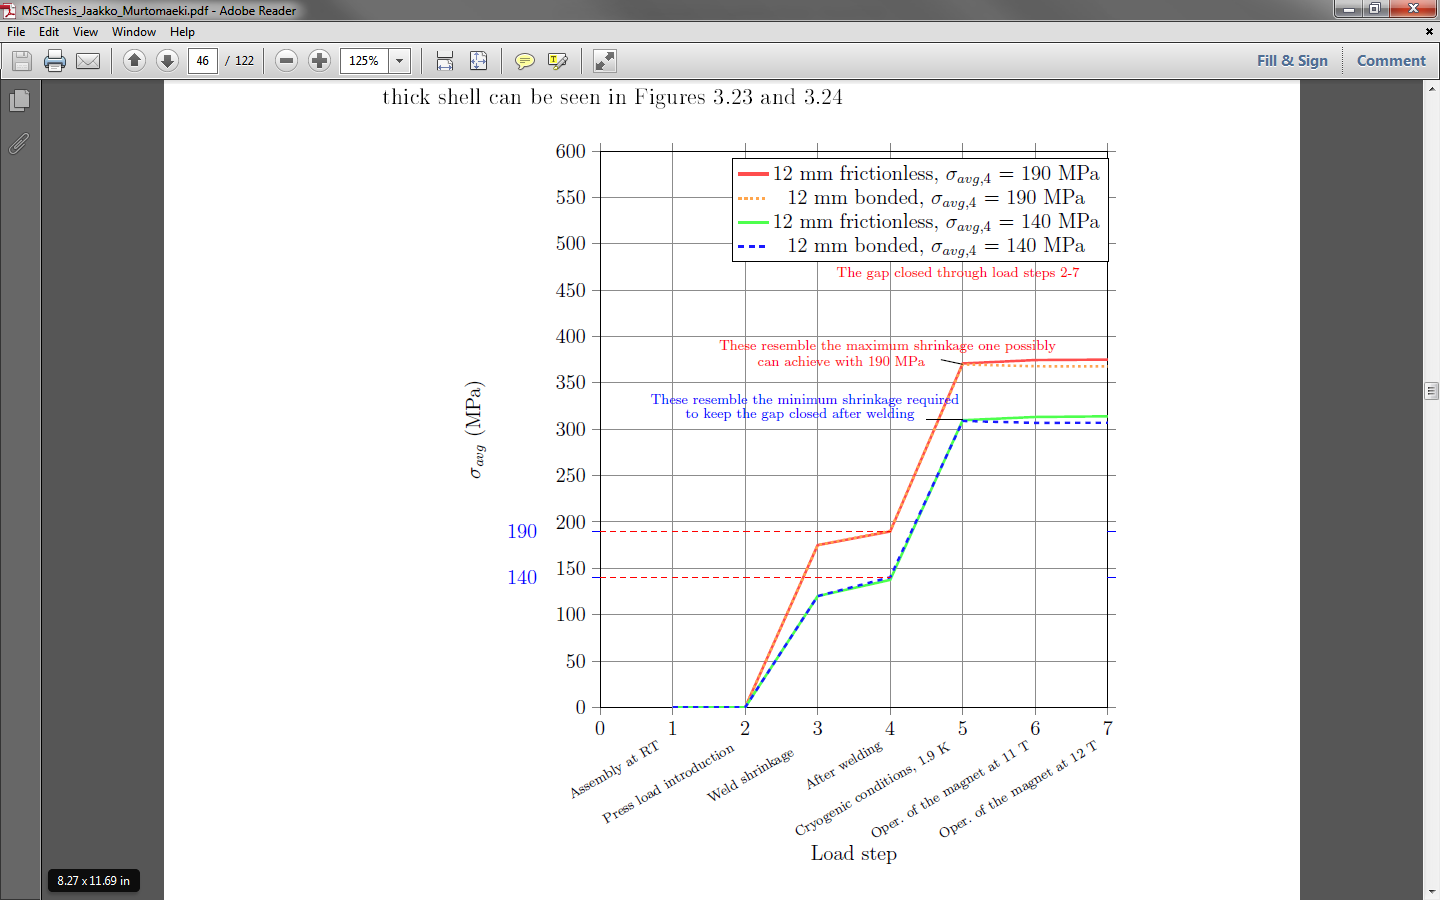 MScThesis_Jaakko_Murtomaeki.pdf - Adobe Reader
File Edit View Window Help
46 / 122 125% Fill & Sign Comment
thick shell can be seen in Figures 3.23 and 3.24
600
550
500
450
400
350
300
250
200
150
100
50
0
190
140
σavg (MPa)
12 mm frictionless, σavg,4 = 190 MPa
12 mm bonded, σavg,4 = 190 MPa
12 mm frictionless, σavg,4 = 140 MPa
12 mm bonded, σavg,4 = 140 MPa
The gap closed through load steps 2-7
These resemble the maximum shrinkage one possibly
can achieve with 190 MPa
These resemble the minimum shrinkage required
to keep the gap closed after welding
0 1 2 3 4 5 6 7
Assembly at RT
Press load introduction
Weld shrinkage
After welding
Cryogenic conditions, 1.9 K
Oper. of the magnet at 11 T
Oper. of the magnet at 12 T
Load step
8.27 x 11.69 in